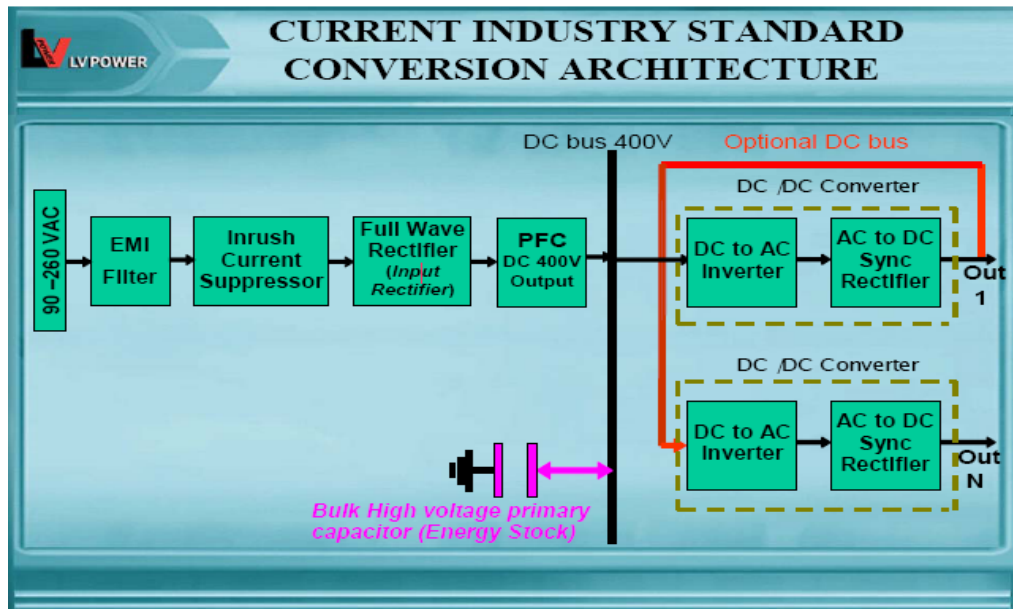 LV POWER
POWER
CURRENT INDUSTRY STANDARD
CONVERSION ARCHITECTURE
DC bus 400V
Optional DC bus
DC /DC Converter
90 –260 VAC
EMI
Filter
Inrush
Current
Suppressor
Full Wave
Rectifier
(Input
Rectifier)
PFC
DC 400V
Output
DC to AC
Inverter
AC to DC
Sync
Rectifier
Out
1
DC /DC Converter
DC to AC
Inverter
AC to DC
Sync
Rectifier
Out
N
Bulk High voltage primary
capacitor (Energy Stock)